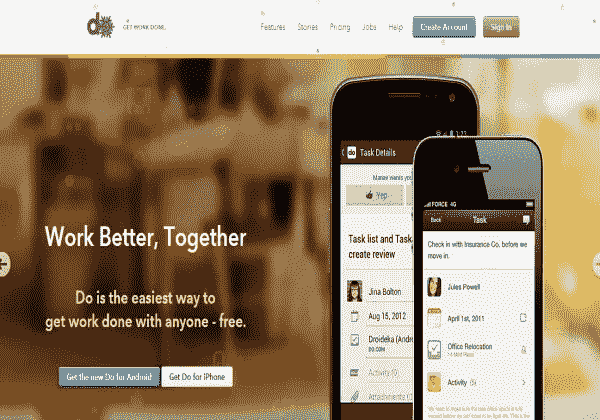 do GET WORK DONE.
Features Stories Pricing Jobs Help Create Account Sign In
Work Better, Together
Do is the easiest way to
get work done with anyone - free.
Get the new Do for Android
Get Do for iPhone
do Task Details
Yep
Task list and Task
create review
Jina Bolton
Aug 15, 2012
Droideka (Andr
DO.COM
Activity (0)
Attachments (
FORCE 4G
Back Task
Check in with Insurance Co. before we
move in.
Jules Powell
April 1st, 2011
Office Relocation
Activity (5)